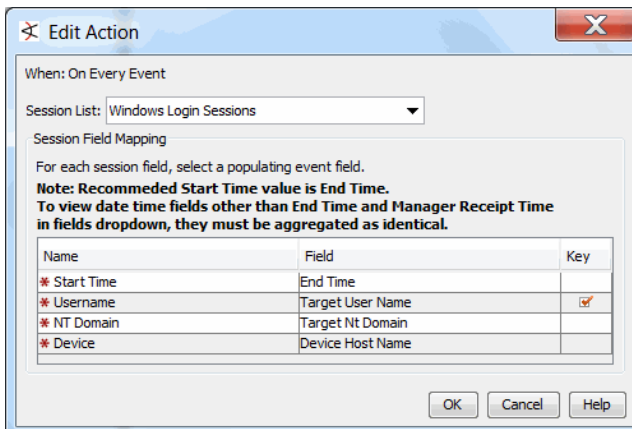 Edit Action
When: On Every Event
Session List: Windows Login Sessions
Session Field Mapping
For each session field, select a populating event field.
Note: Recommeded Start Time value is End Time.
To view date time fields other than End Time and Manager Receipt Time
in fields dropdown, they must be aggregated as identical.
Name Field Key
* Start Time End Time
* Username Target User Name
* NT Domain Target Nt Domain
* Device Device Host Name
OK Cancel Help